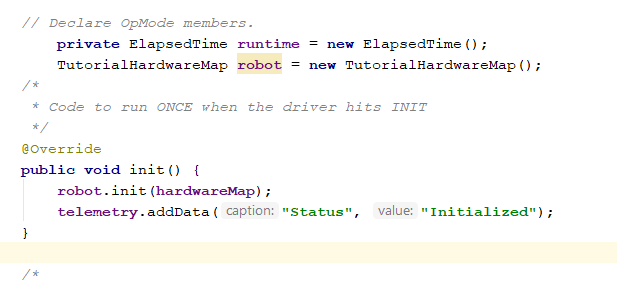 // Declare OpMode members.
private ElapsedTime runtime = new ElapsedTime();
TutorialHardwareMap robot = new TutorialHardwareMap();
/*
* Code to run ONCE when the driver hits INIT
*/
@Override
public void init() {
robot.init(hardwareMap);
telemetry.addData( caption: "Status", value: "Initialized");
}
/*